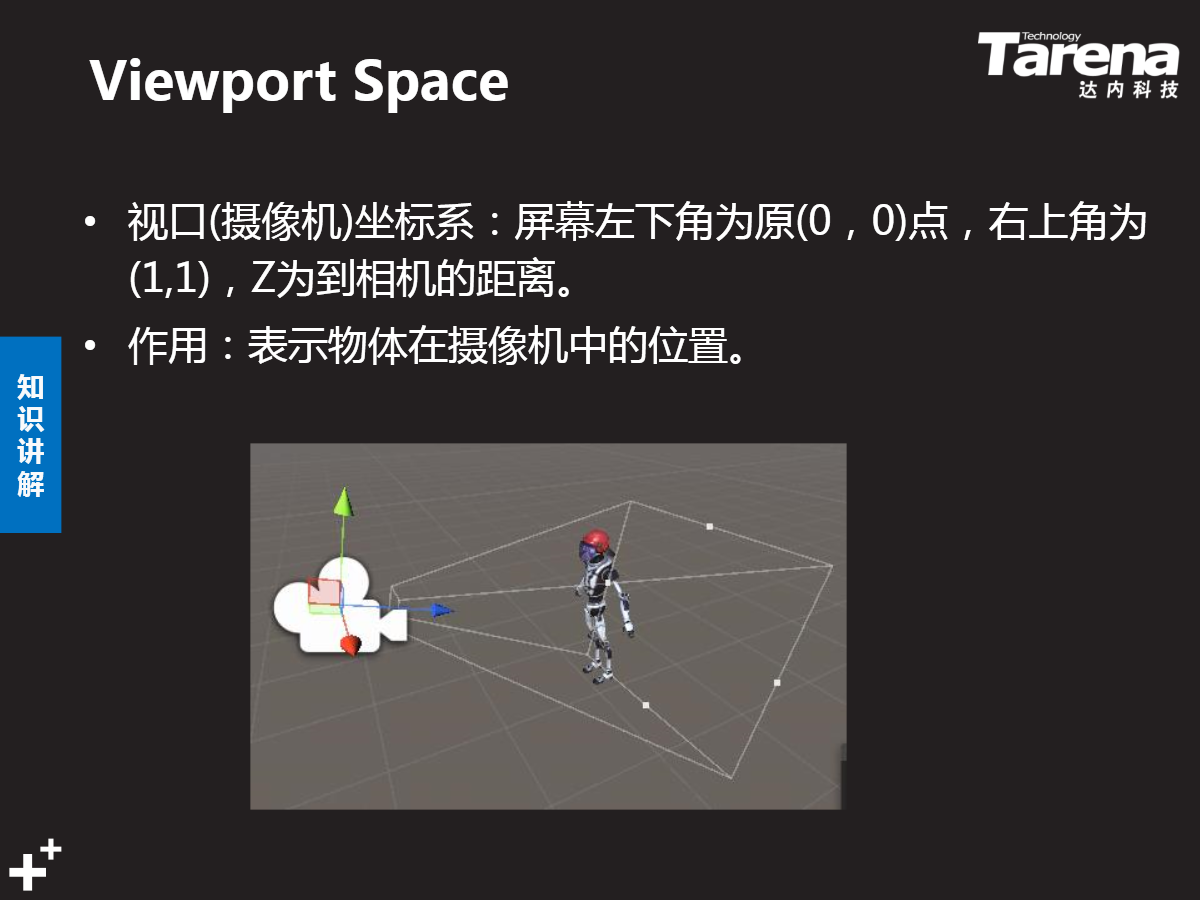 Viewport Space
Technology
Tarena
达内科技
• 视口(摄像机)坐标系：屏幕左下角为原(0，0)点，右上角为
(1,1)，Z为到相机的距离。
• 作用：表示物体在摄像机中的位置。
知识讲解